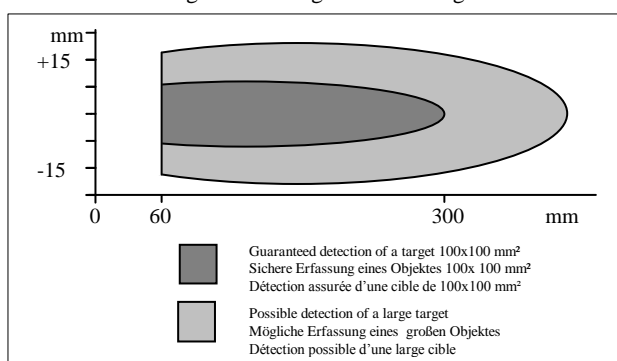 mm
+15
-15
0 60 300 mm
Guaranteed detection of a target 100x100 mm²
Sichere Erfassung eines Objektes 100x 100 mm²
Détection assurée d'une cible de 100x100 mm²
Possible detection of a large target
Mögliche Erfassung eines großen Objektes
Détection possible d'une large cible